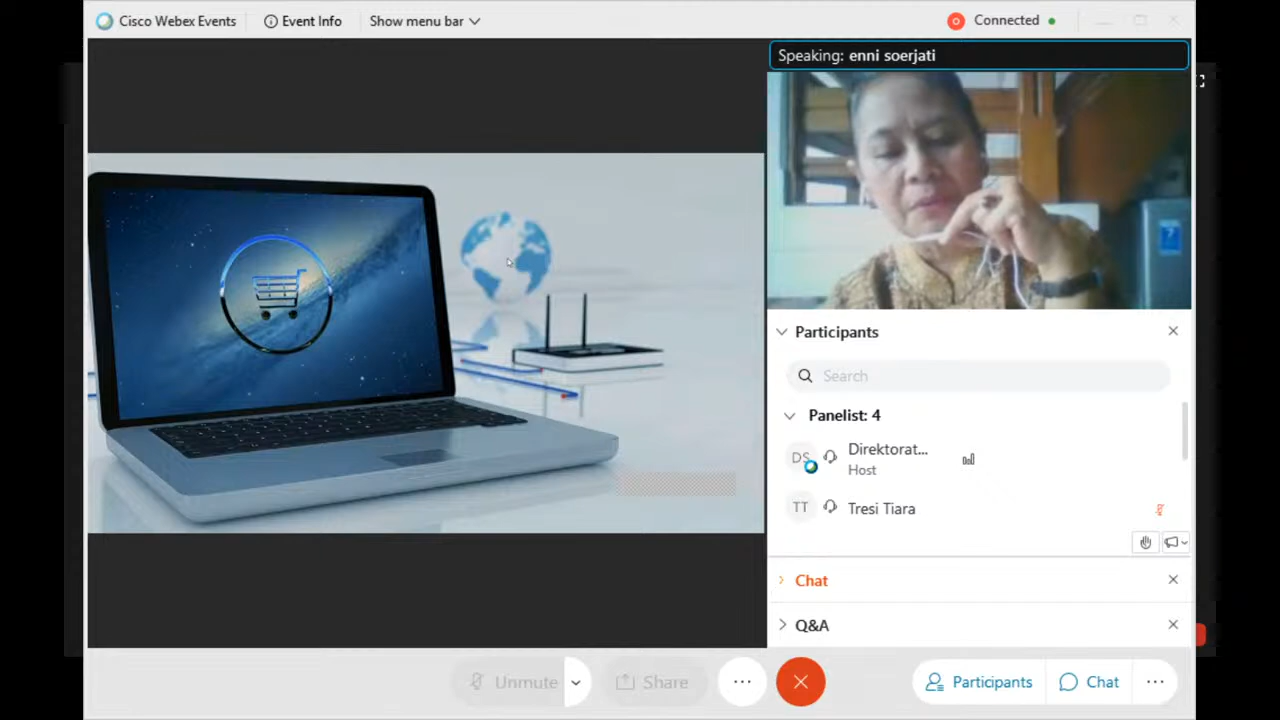 Cisco Webex Events
Event Info
Show menu bar
Connected
Speaking: enni soerjati
Participants
Search
Panelist: 4
DS
Direktorat...
Host
TT
Tresi Tiara
Chat
Q&A
Unmute
Share
Participants
Chat